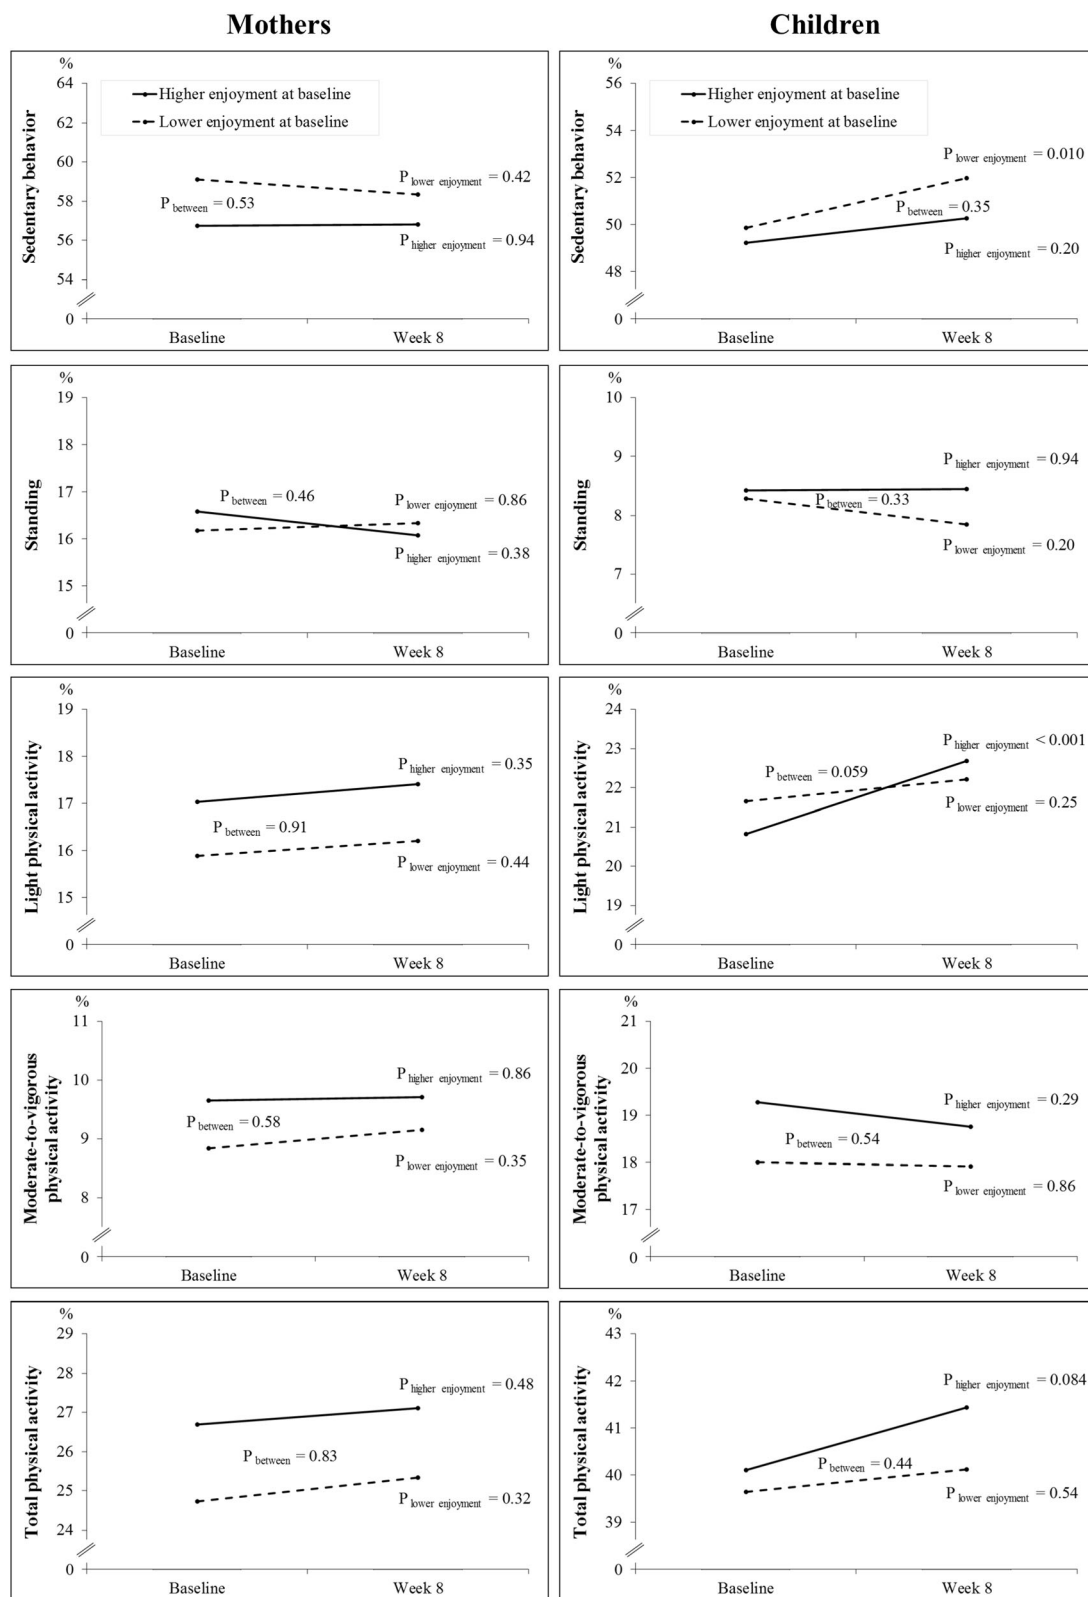 Mothers
Children
%
64
62
60
58
56
54
0
Sedentary behavior
Higher enjoyment at baseline
Lower enjoyment at baseline
P lower enjoyment = 0.42
P between = 0.53
P higher enjoyment = 0.94
Baseline
Week 8
%
56
54
52
50
48
0
Sedentary behavior
Higher enjoyment at baseline
Lower enjoyment at baseline
P lower enjoyment = 0.010
P between = 0.35
P higher enjoyment = 0.20
Baseline
Week 8
%
19
18
17
16
15
0
Standing
P between = 0.46
P lower enjoyment = 0.86
P higher enjoyment = 0.38
Baseline
Week 8
%
10
9
8
7
0
Standing
P higher enjoyment = 0.94
P between = 0.33
P lower enjoyment = 0.20
Baseline
Week 8
%
19
18
17
16
15
0
Light physical activity
P higher enjoyment = 0.35
P between = 0.91
P lower enjoyment = 0.44
Baseline
Week 8
%
24
23
22
21
20
19
0
Light physical activity
P higher enjoyment < 0.001
P between = 0.059
P lower enjoyment = 0.25
Baseline
Week 8
%
11
10
9
8
0
Moderate-to-vigorous
physical activity
P higher enjoyment = 0.86
P between = 0.58
P lower enjoyment = 0.35
Baseline
Week 8
%
21
20
19
18
17
0
Moderate-to-vigorous
physical activity
P higher enjoyment = 0.29
P between = 0.54
P lower enjoyment = 0.86
Baseline
Week 8
%
29
28
27
26
25
24
0
Total physical activity
P higher enjoyment = 0.48
P between = 0.83
P lower enjoyment = 0.32
Baseline
Week 8
%
43
42
41
40
39
0
Total physical activity
P higher enjoyment = 0.084
P between = 0.44
P lower enjoyment = 0.54
Baseline
Week 8